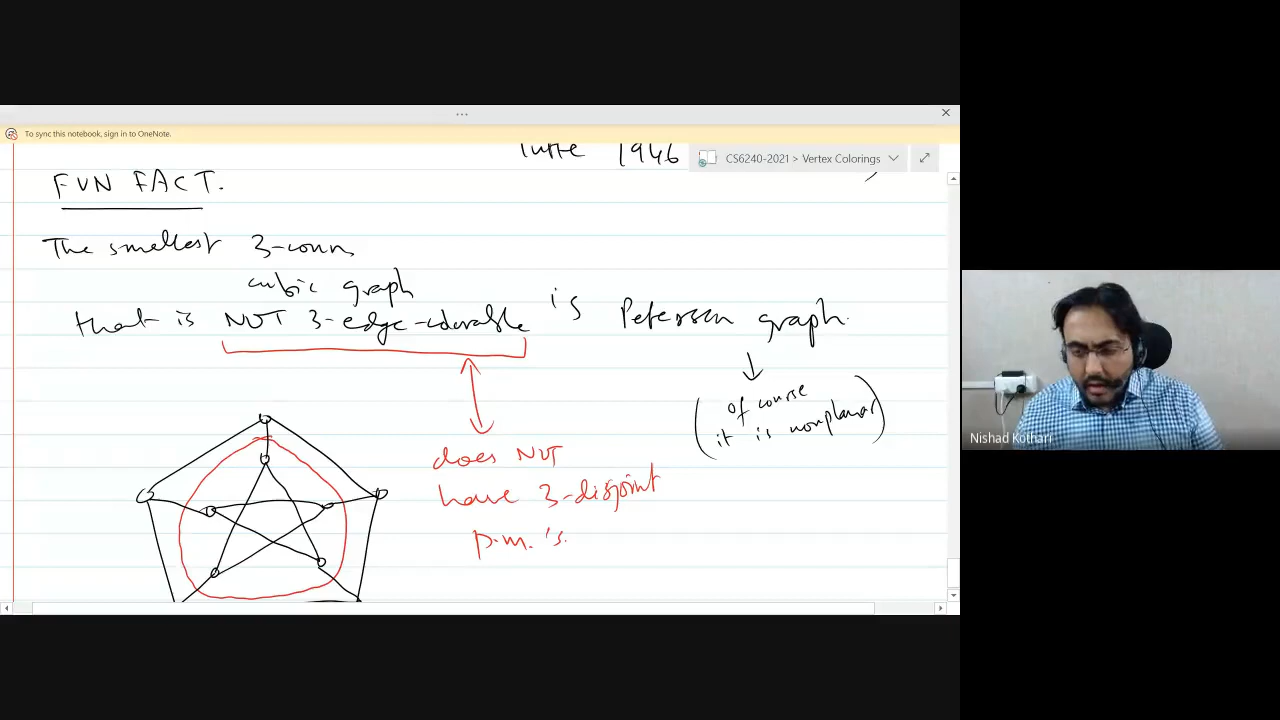 To sync this notebook, sign in to OneNote.
Tutte 1946
CS6240-2021 > Vertex Colorings
FUN FACT.
The smallest 3-conn
cubic graph
that is NOT 3-edge-colorable is Petersen graph.
of course
(it is nonplanar)
does NOT
have 3-disjoint
p.m.'s.
Nishad Kothari